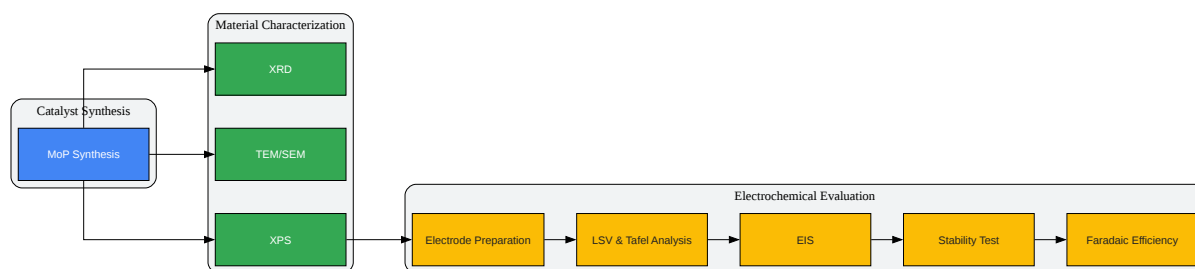 Material Characterization
XRD
Catalyst Synthesis
MoP Synthesis
TEM/SEM
XPS
Electrochemical Evaluation
Electrode Preparation
LSV & Tafel Analysis
EIS
Stability Test
Faradaic Efficiency